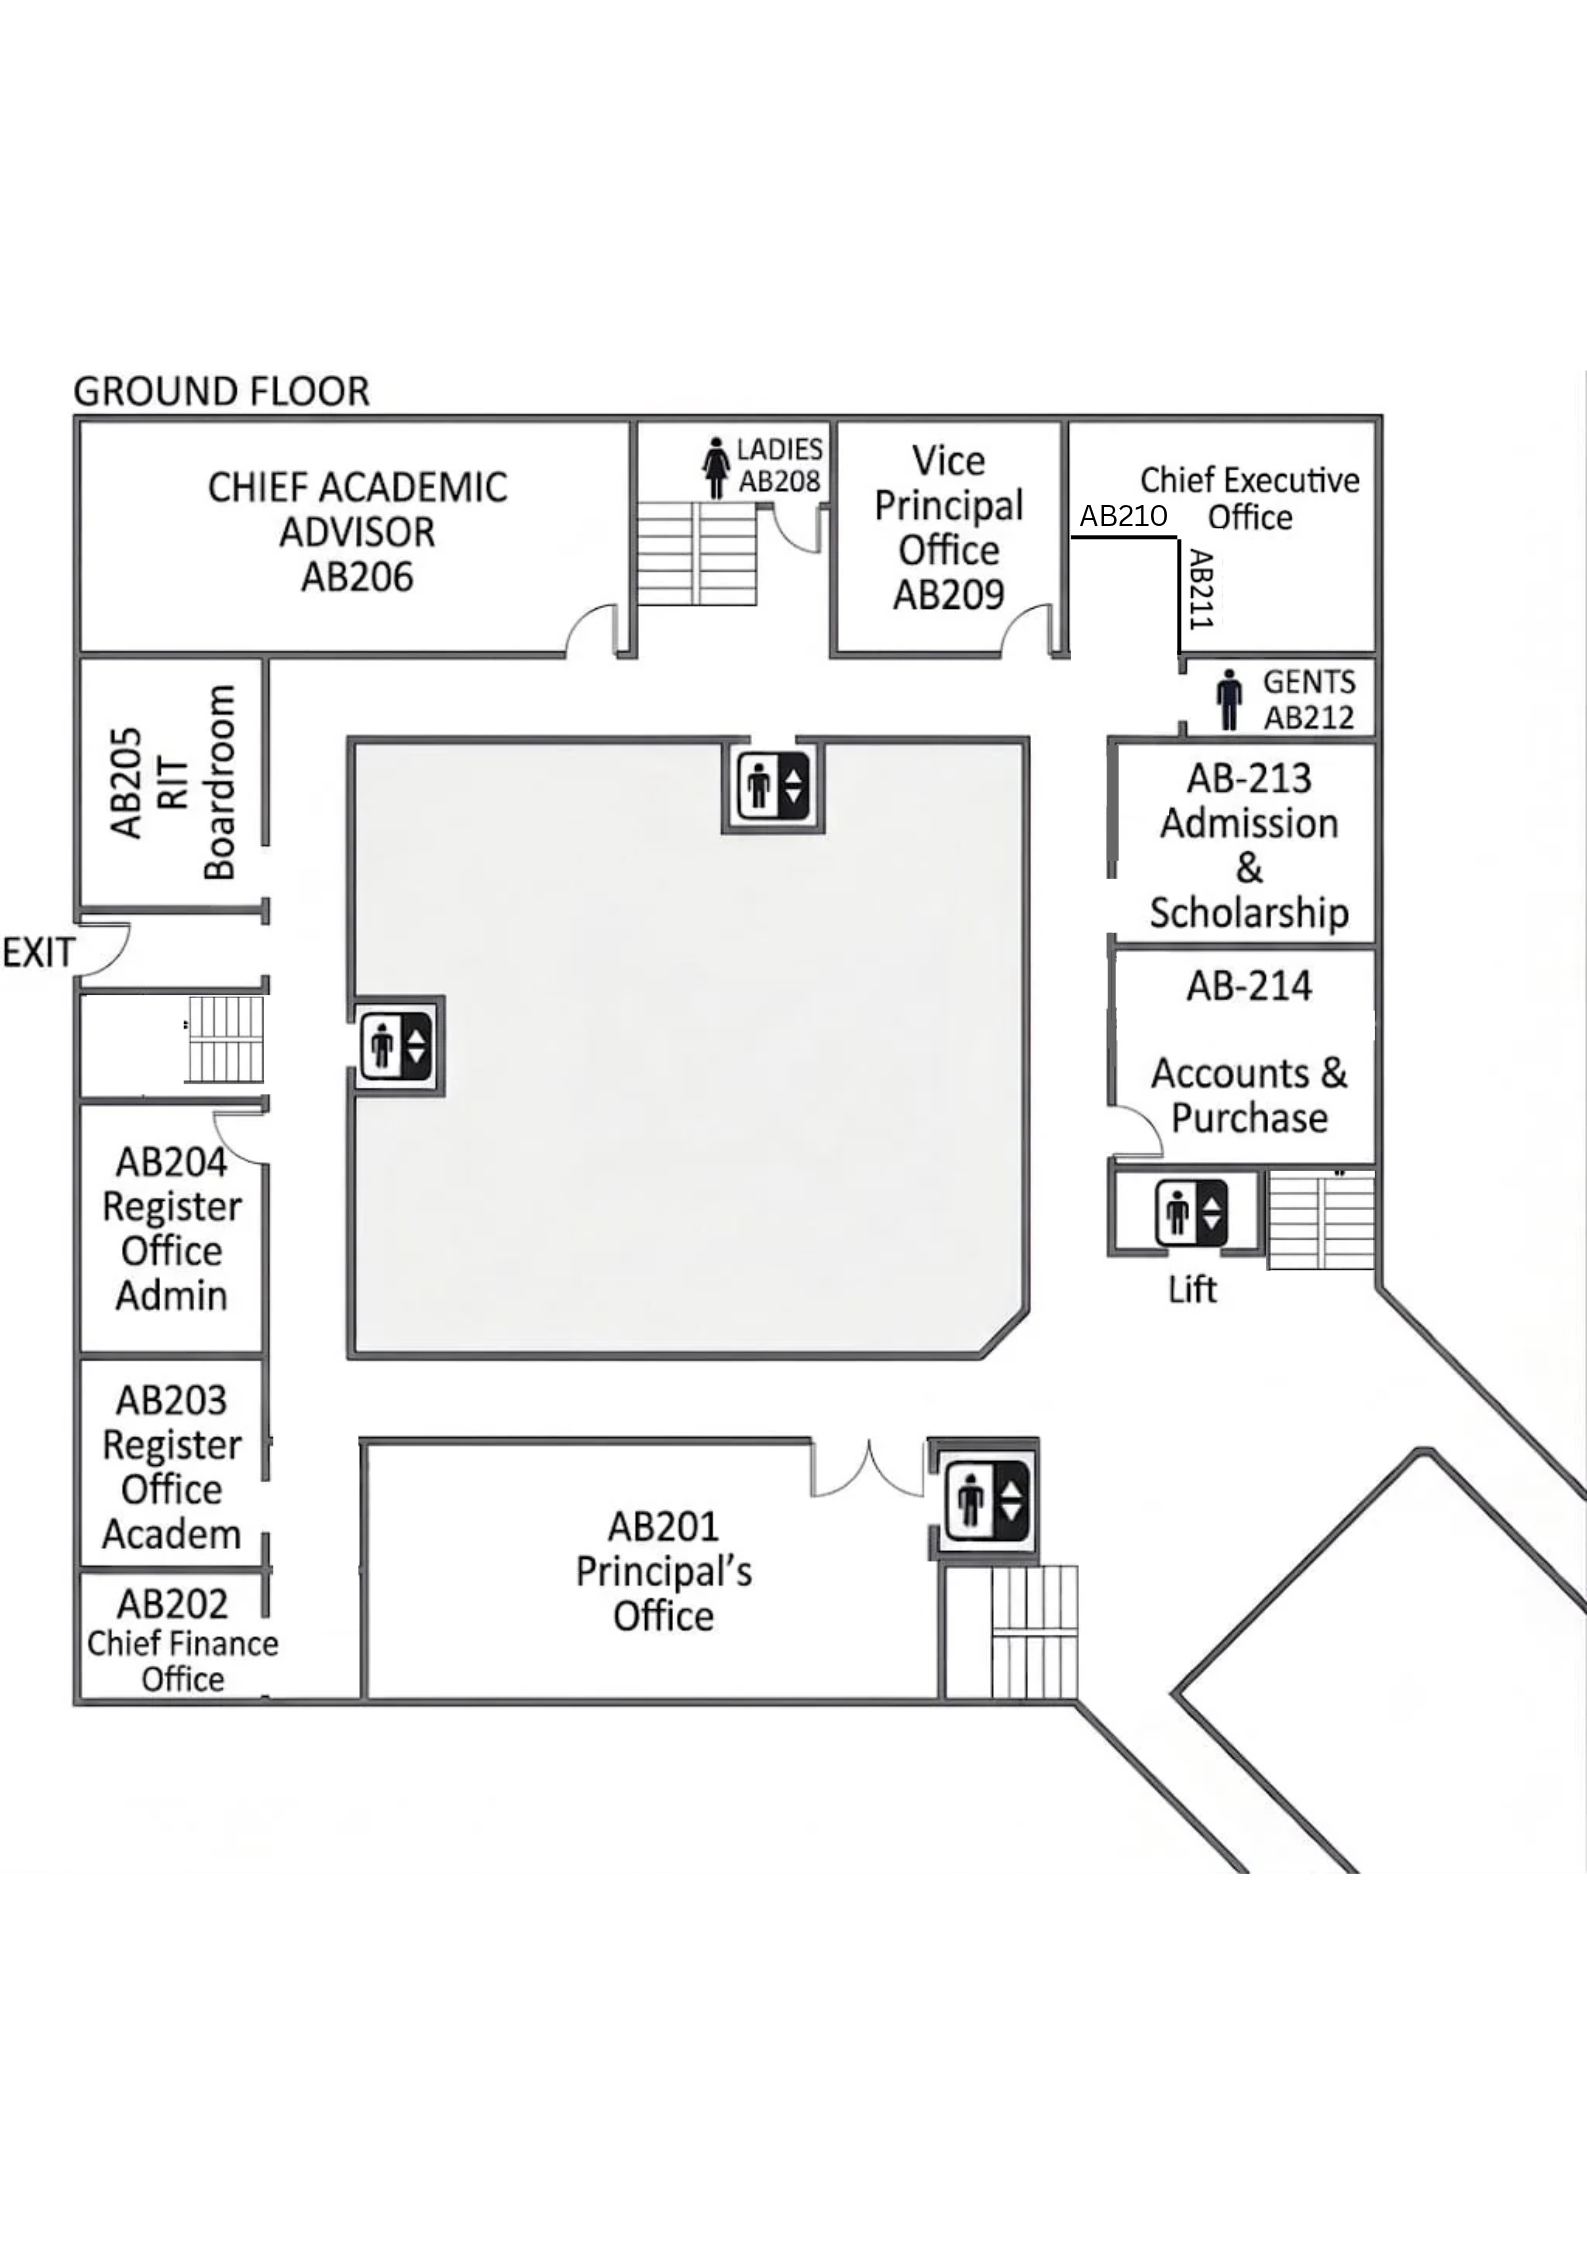 GROUND FLOOR
CHIEF ACADEMIC
ADVISOR
AB206
LADIES
AB208
Vice
Principal
Office
AB209
Chief Executive
Office
AB210
AB211
GENTS
AB212
AB205
RIT
Boardroom
AB-213
Admission
&
Scholarship
EXIT
AB-214
Accounts &
Purchase
AB204
Register
Office
Admin
Lift
AB203
Register
Office
Academ
AB201
Principal’s
Office
AB202
Chief Finance
Office